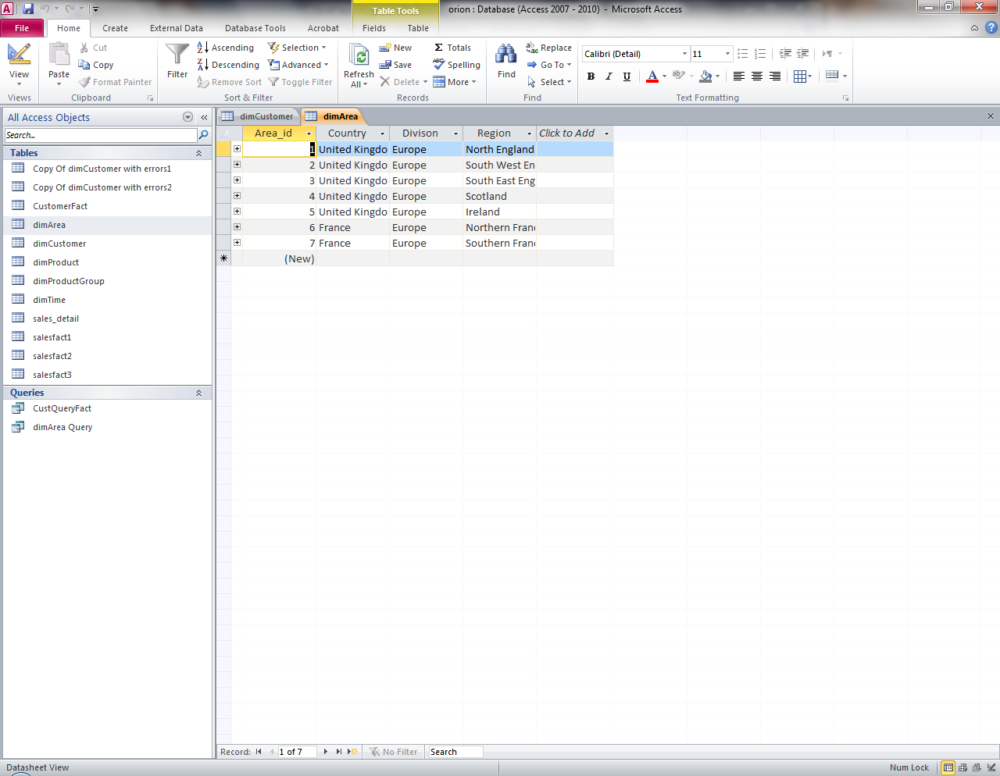 Table Tools
orion : Database (Access 2007 - 2010) - Microsoft Access
File Home Create External Data Database Tools Acrobat Fields Table
View
Views
Paste
Cut
Copy
Format Painter
Clipboard
Filter
Ascending
Descending
Remove Sort
Selection
Advanced
Toggle Filter
Sort & Filter
Refresh
All
New
Save
Delete
Totals
Spelling
More
Records
Find
Replace
Go To
Select
Find
Calibri (Detail) 11
B I U A
Text Formatting
All Access Objects
Search...
Tables
Copy Of dimCustomer with errors1
Copy Of dimCustomer with errors2
CustomerFact
dimArea
dimCustomer
dimProduct
dimProductGroup
dimTime
sales_detail
salesfact1
salesfact2
salesfact3
Queries
CustQueryFact
dimArea Query
dimCustomer dimArea
Area_id Country Divison Region Click to Add
1 United Kingdo Europe North England
2 United Kingdo Europe South West En
3 United Kingdo Europe South East Eng
4 United Kingdo Europe Scotland
5 United Kingdo Europe Ireland
6 France Europe Northern Franc
7 France Europe Southern Franc
(New)
Record: 1 of 7 No Filter Search
Datasheet View Num Lock